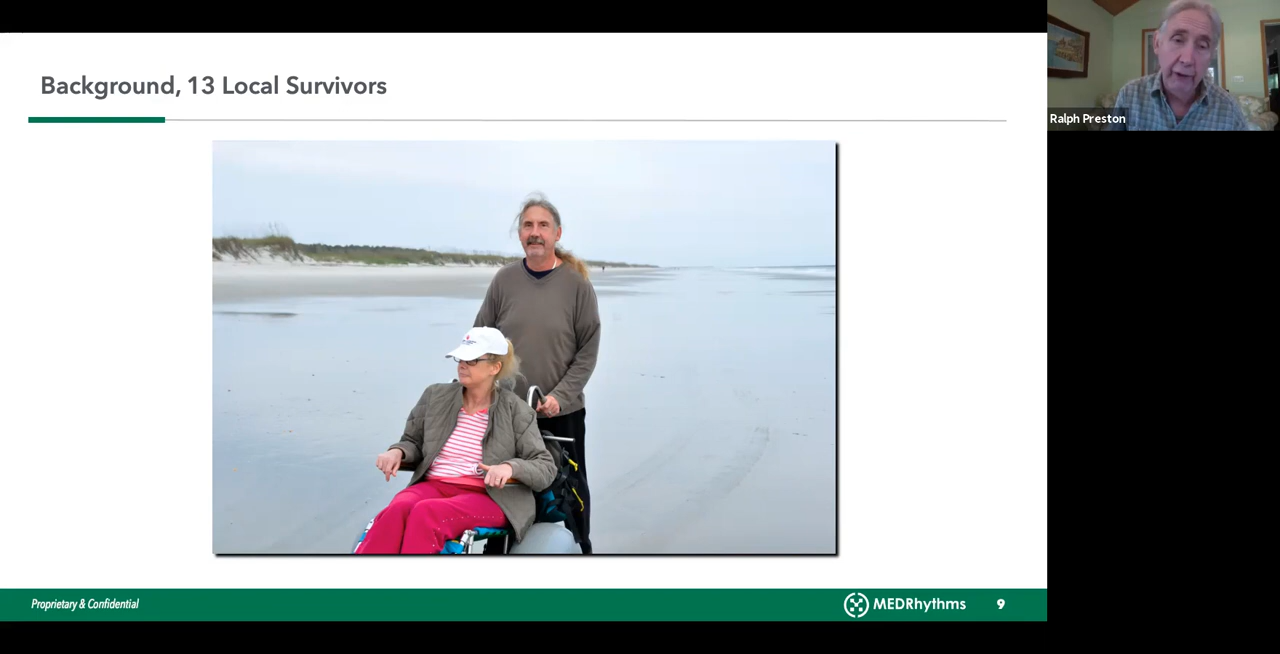 Background, 13 Local Survivors
Ralph Preston
Proprietary & Confidential
MEDRhythms
9